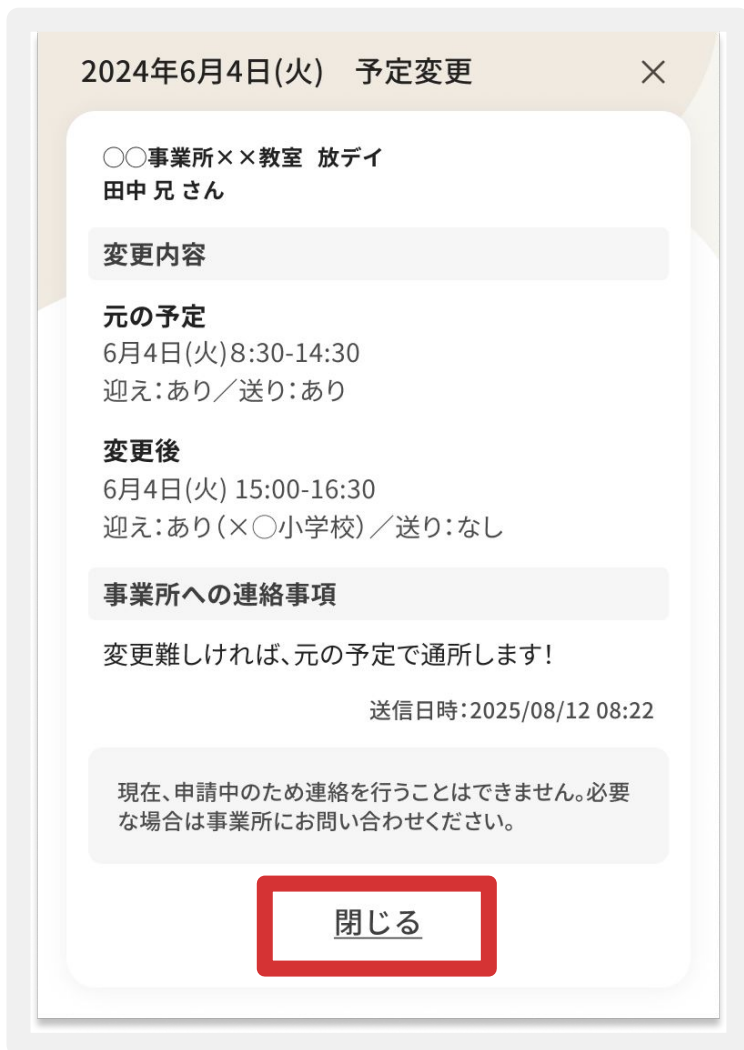 2024年6月4日(火)　予定変更
○○事業所××教室 放デイ
田中 兄 さん
変更内容
元の予定
6月4日(火)8:30-14:30
迎え：あり／送り：あり
変更後
6月4日(火) 15:00-16:30
迎え：あり（×○小学校）／送り：なし
事業所への連絡事項
変更難しければ、元の予定で通所します！
送信日時：2025/08/12 08:22
現在、申請中のため連絡を行うことはできません。必要
な場合は事業所にお問い合わせください。
閉じる